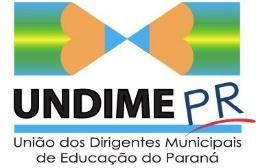 UNDIME PR
União dos Dirigentes Municipais
de Educação do Paraná